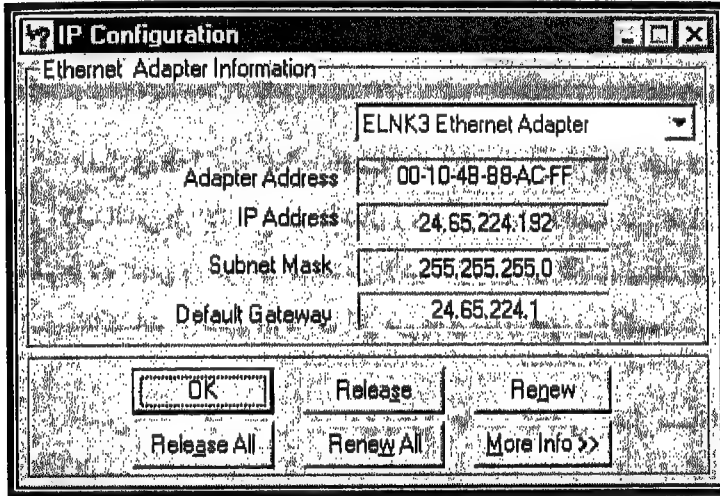 IP Configuration
Ethernet Adapter Information
ELNK3 Ethernet Adapter
Adapter Address 00-10-4B-B8-AC-FF
IP Address 24.65.224.192
Subnet Mask 255.255.255.0
Default Gateway 24.65.224.1
OK Release Renew
Release All Renew All More Info >>